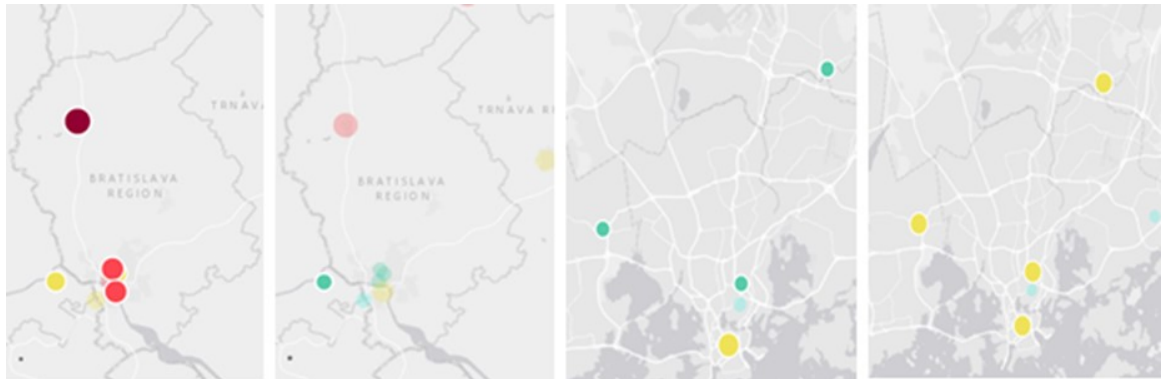 TRNAVA
BRATISLAVA
REGION
TRNAVA R
BRATISLAVA
REGION